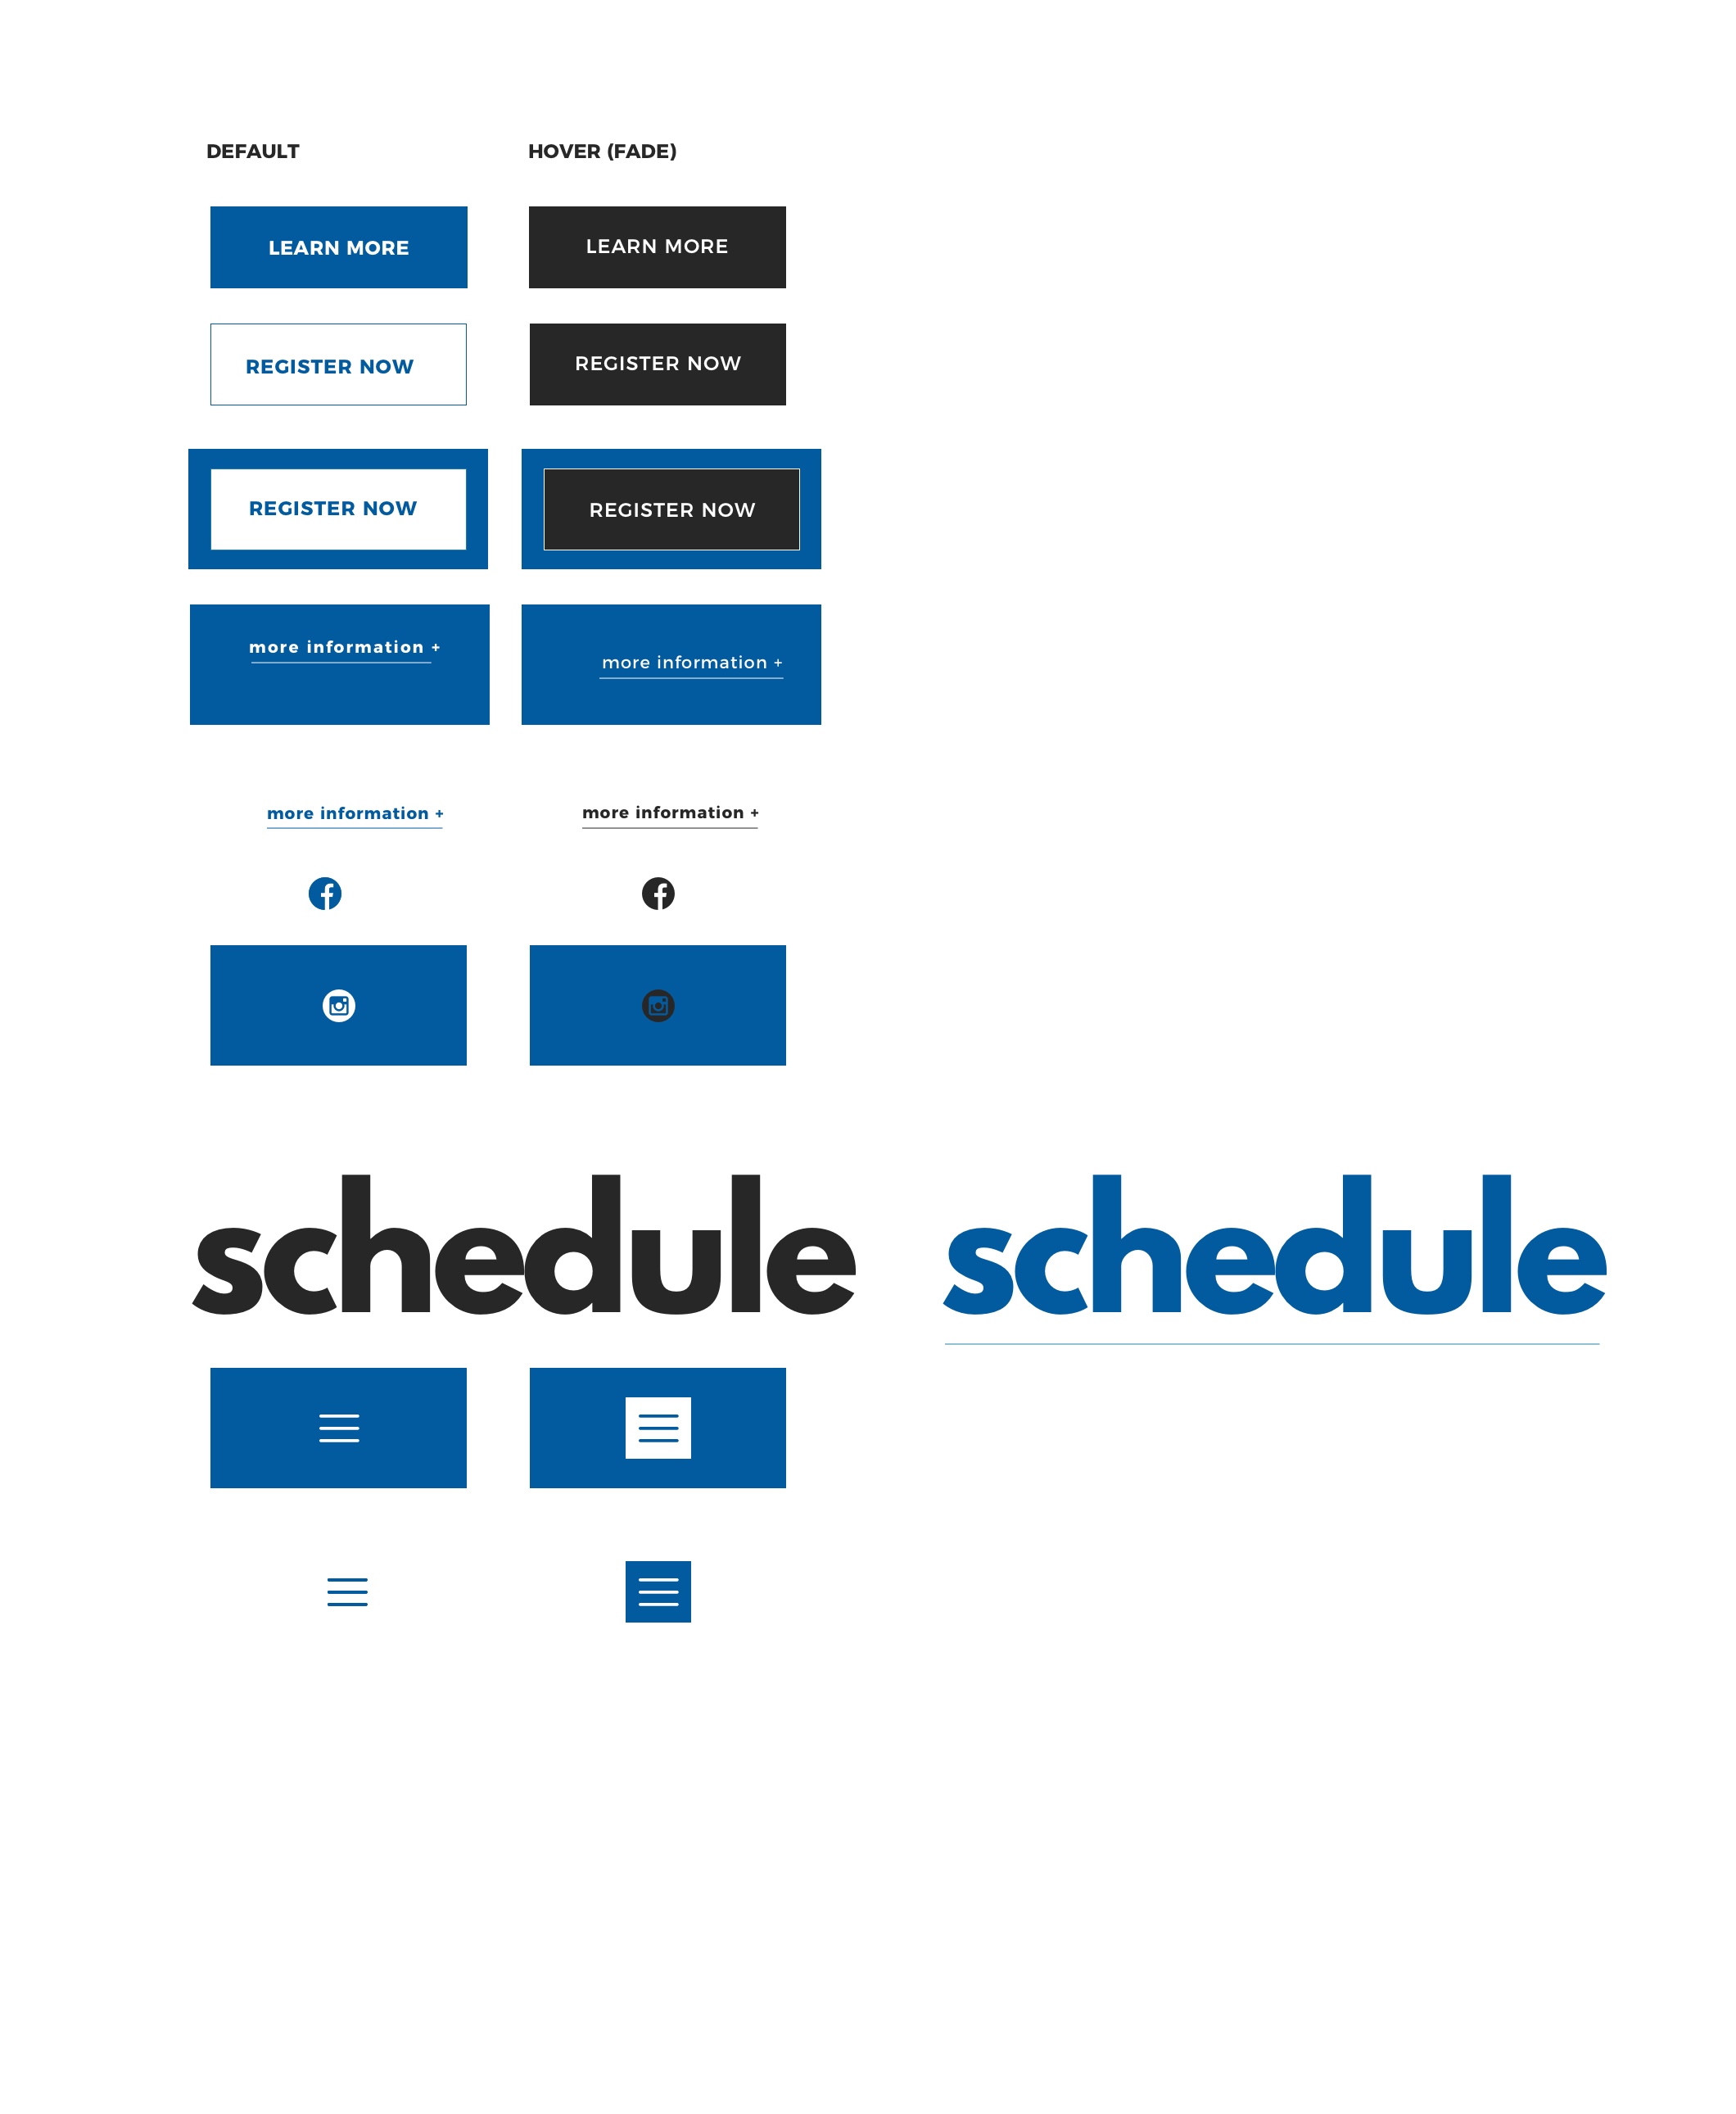 DEFAULT HOVER (FADE)
LEARN MORE LEARN MORE
REGISTER NOW REGISTER NOW
REGISTER NOW REGISTER NOW
more information + more information +
more information + more information +
schedule schedule